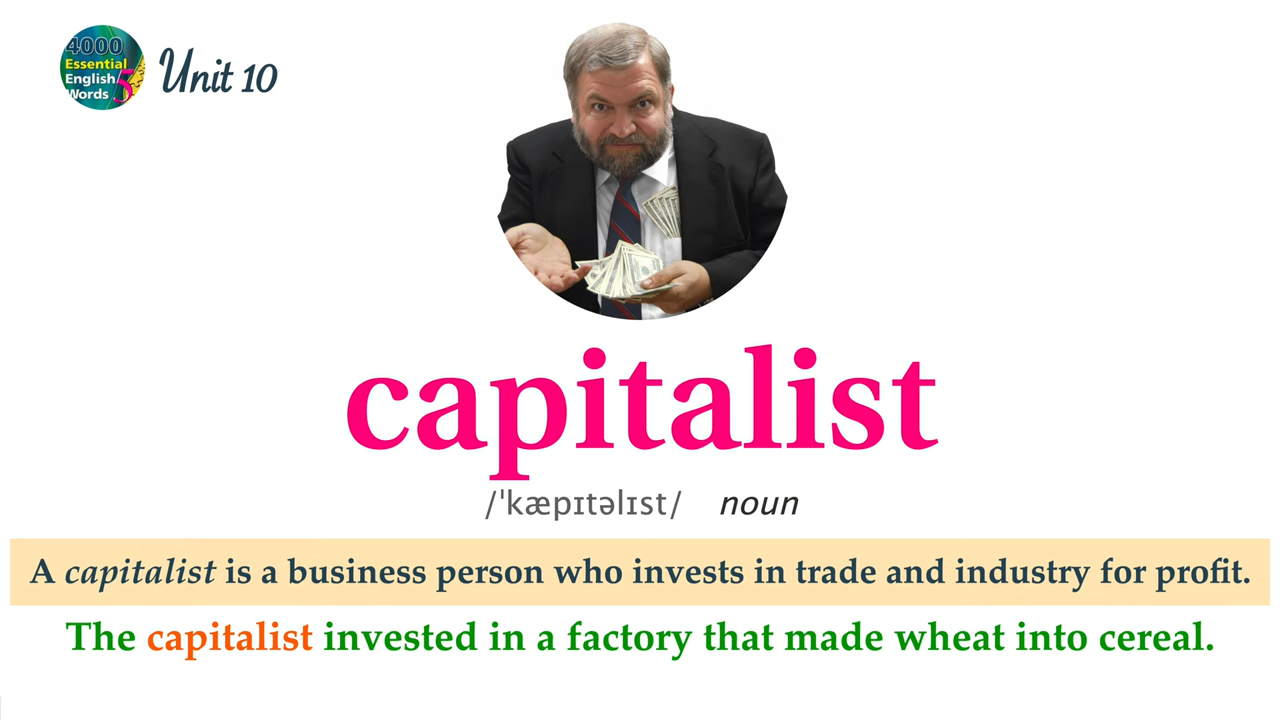 4000
Essential
English
Words 5
Unit 10
capitalist
/ˈkæpɪtəlɪst/ noun
A capitalist is a business person who invests in trade and industry for profit.
The capitalist invested in a factory that made wheat into cereal.